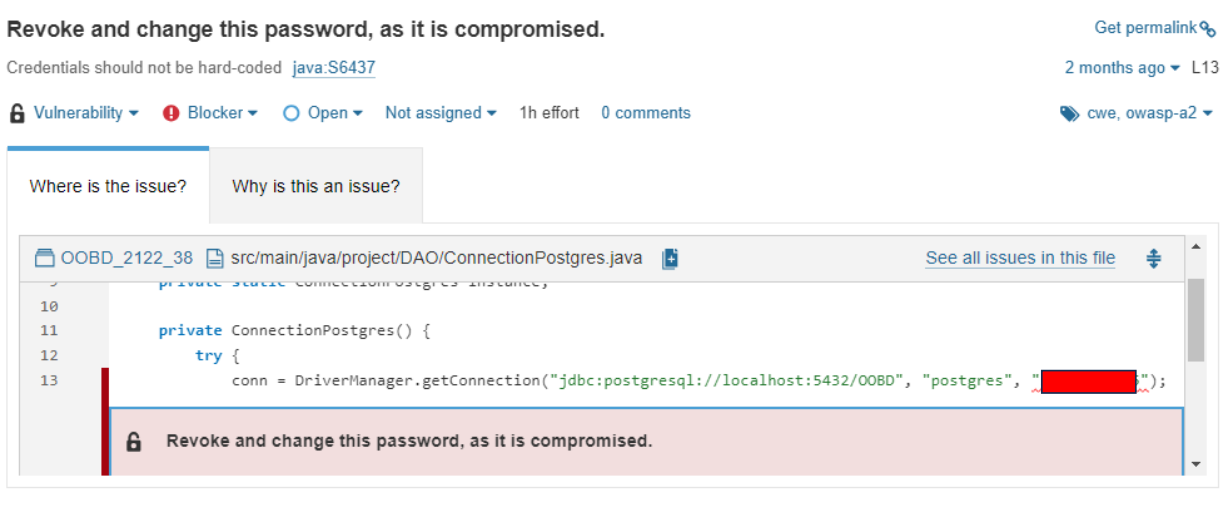 Revoke and change this password, as it is compromised. Get permalink
Credentials should not be hard-coded java:S6437 2 months ago L13
Vulnerability Blocker Open Not assigned 1h effort 0 comments cwe, owasp-a2
Where is the issue? Why is this an issue?
OOBD_2122_38 src/main/java/project/DAO/ConnectionPostgres.java See all issues in this file
private static ConnectionPostgres instance;
10
11 private ConnectionPostgres() {
12 try {
13 conn = DriverManager.getConnection("jdbc:postgresql://localhost:5432/OOBD", "postgres", " ");
Revoke and change this password, as it is compromised.